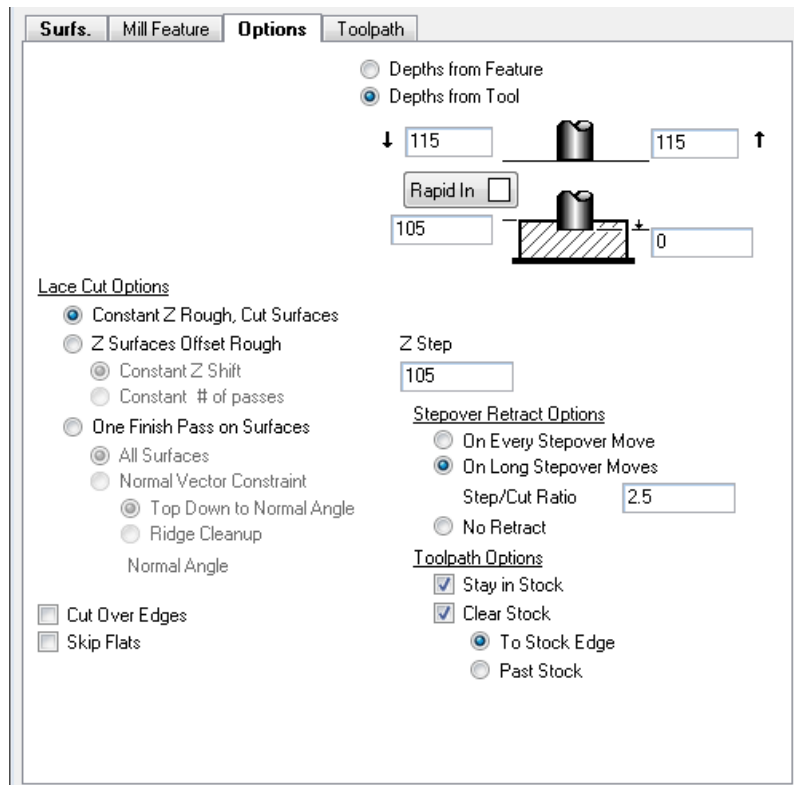 Surfs. Mill Feature Options Toolpath
Depths from Feature
Depths from Tool
115 115
Rapid In
105
0
Lace Cut Options
Constant Z Rough, Cut Surfaces
Z Surfaces Offset Rough
Constant Z Shift
Constant # of passes
One Finish Pass on Surfaces
All Surfaces
Normal Vector Constraint
Top Down to Normal Angle
Ridge Cleanup
Normal Angle
Cut Over Edges
Skip Flats
Z Step
105
Stepover Retract Options
On Every Stepover Move
On Long Stepover Moves
Step/Cut Ratio 2.5
No Retract
Toolpath Options
Stay in Stock
Clear Stock
To Stock Edge
Past Stock